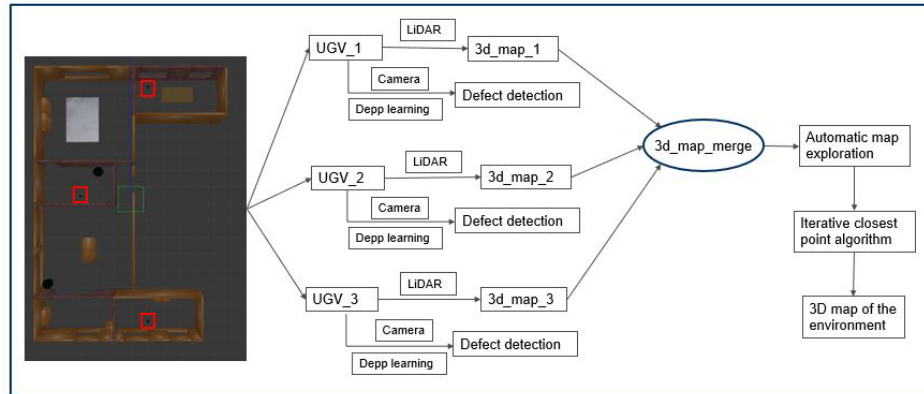 UGV_1
LiDAR
3d_map_1
Camera
Depp learning
Defect detection
UGV_2
LiDAR
3d_map_2
Camera
Depp learning
Defect detection
UGV_3
LiDAR
3d_map_3
Camera
Depp learning
Defect detection
3d_map_merge
Automatic map
exploration
Iterative closest
point algorithm
3D map of the
environment